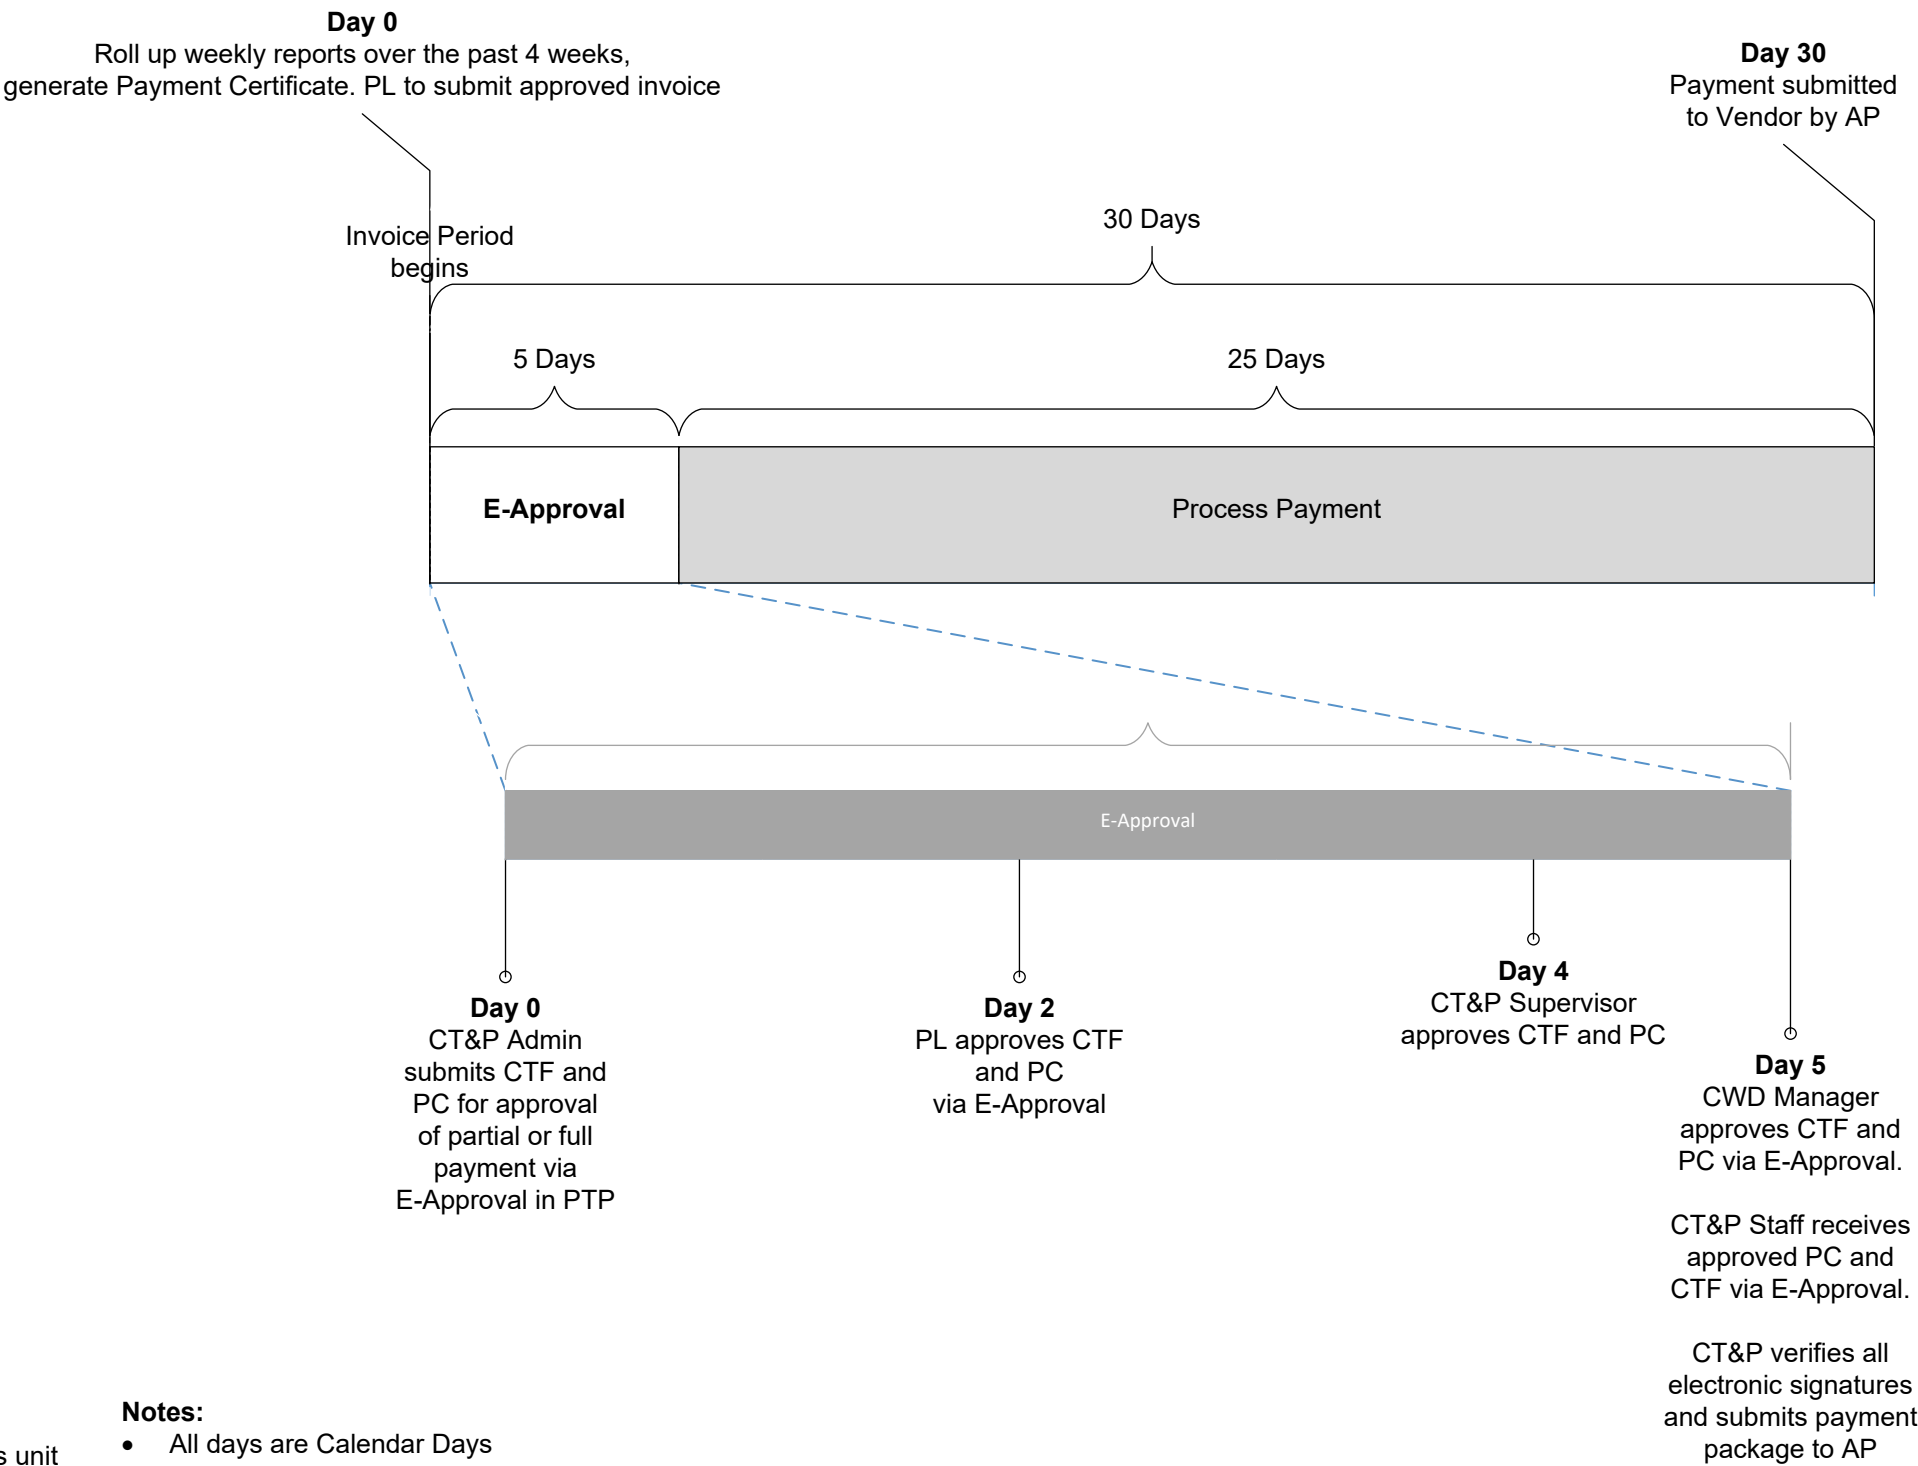 Day 0
Roll up weekly reports over the past 4 weeks,
generate Payment Certificate. PL to submit approved invoice
Day 30
Payment submitted
to Vendor by AP
Invoice Period
begins
30 Days
5 Days
25 Days
E-Approval
Process Payment
E-Approval
Day 0
CT&P Admin
submits CTF and
PC for approval
of partial or full
payment via
E-Approval in PTP
Day 2
PL approves CTF
and PC
via E-Approval
Day 4
CT&P Supervisor
approves CTF and PC
Day 5
CWD Manager
approves CTF and
PC via E-Approval.
CT&P Staff receives
approved PC and
CTF via E-Approval.
CT&P verifies all
electronic signatures
and submits payment
package to AP
Notes:
• All days are Calendar Days
unit